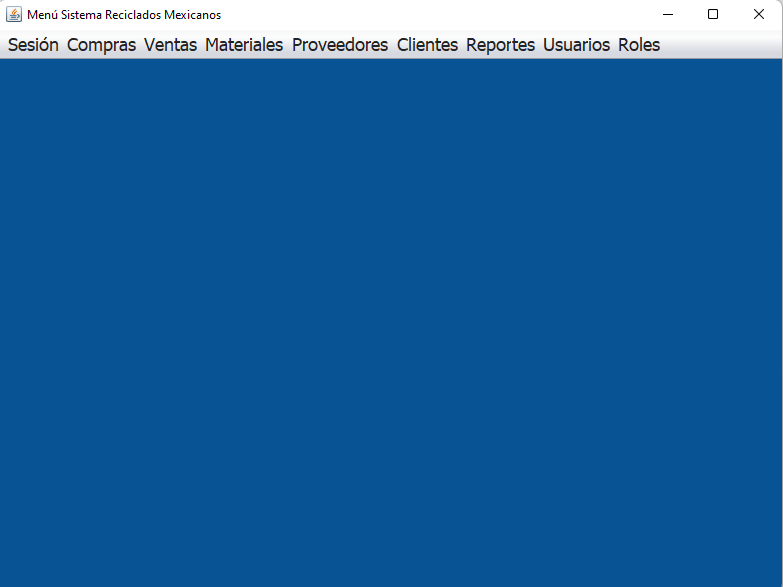 Menú Sistema Reciclados Mexicanos
Sesión Compras Ventas Materiales Proveedores Clientes Reportes Usuarios Roles